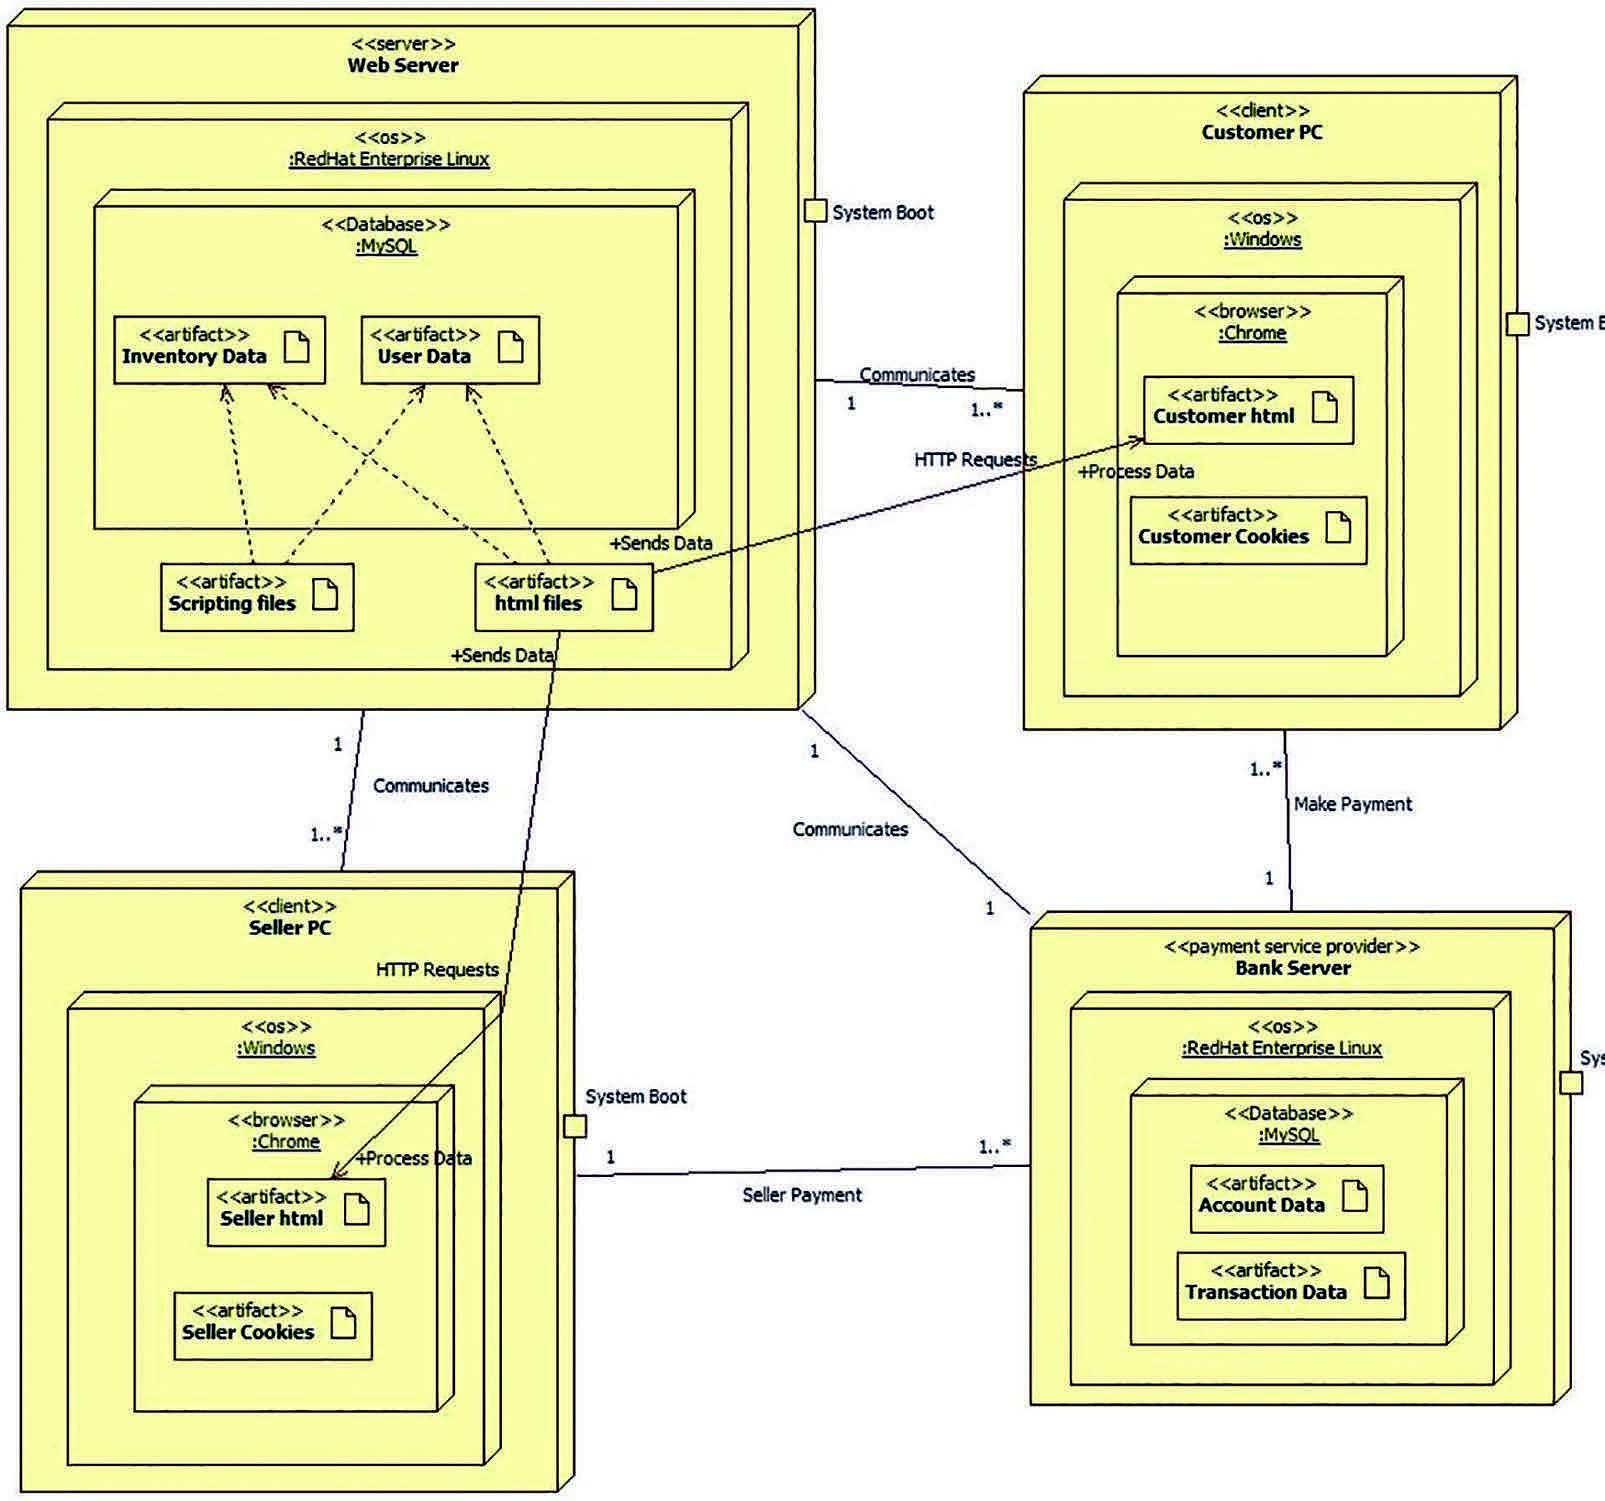 <<server>>
Web Server
<<os>>
:RedHat Enterprise Linux
<<Database>>
:MySQL
<<artifact>>
Inventory Data
<<artifact>>
User Data
<<artifact>>
Scripting files
<<artifact>>
html files
System Boot
<<client>>
Customer PC
<<os>>
:Windows
<<browser>>
:Chrome
<<artifact>>
Customer html
<<artifact>>
Customer Cookies
System B
Communicates
1
1..*
HTTP Requests
+Process Data
+Sends Data
+Sends Data
1
Communicates
1..*
1
Communicates
1
1..*
Make Payment
1
<<client>>
Seller PC
HTTP Requests
<<os>>
:Windows
<<browser>>
:Chrome
+Process Data
<<artifact>>
Seller html
<<artifact>>
Seller Cookies
System Boot
1
1..*
Seller Payment
<<payment service provider>>
Bank Server
<<os>>
:RedHat Enterprise Linux
<<Database>>
:MySQL
<<artifact>>
Account Data
<<artifact>>
Transaction Data
Sys